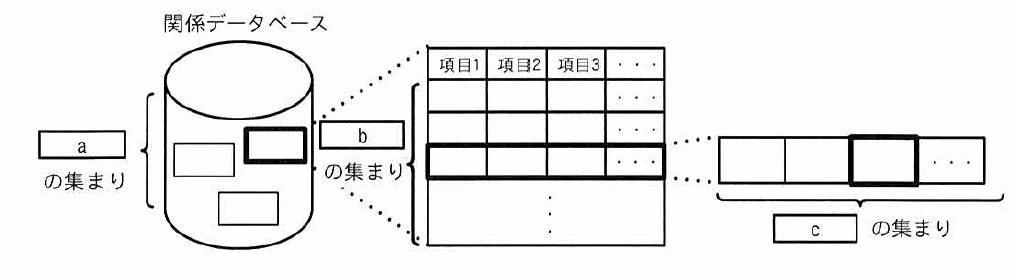 関係データベース
項目1 項目2 項目3 ・・・
・・・
・・・
・・・
a
の集まり
b
の集まり
・・・
c の集まり